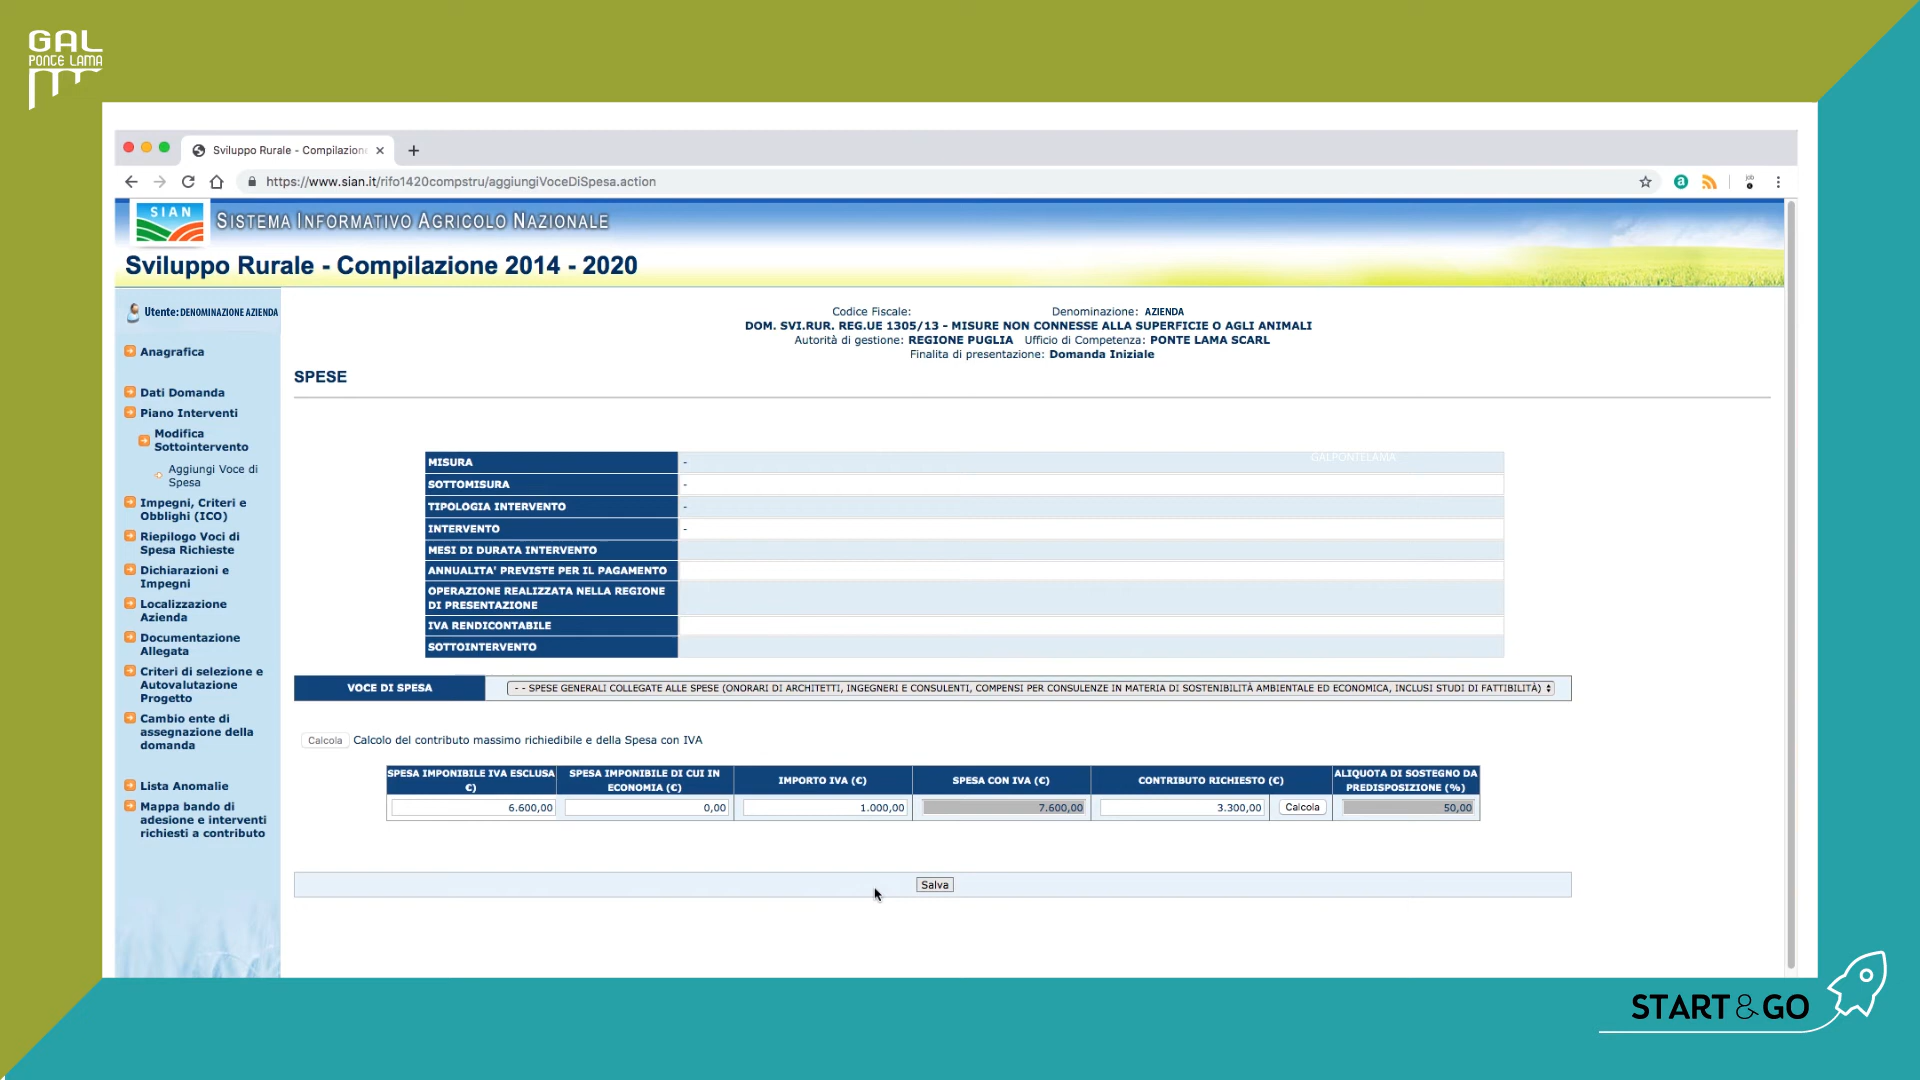 GAL
PONTE LAMA
Sviluppo Rurale - Compilazion
https://www.sian.it/rifo1420compstru/aggiungiVoceDiSpesa.action
SIAN
SISTEMA INFORMATIVO AGRICOLO NAZIONALE
Sviluppo Rurale - Compilazione 2014 - 2020
Utente: DENOMINAZIONE AZIENDA
Anagrafica
Dati Domanda
Piano Interventi
Modifica
Sottointervento
Aggiungi Voce di
Spesa
Impegni, Criteri e
Obblighi (ICO)
Riepilogo Voci di
Spesa Richieste
Dichiarazioni e
Impegni
Localizzazione
Azienda
Documentazione
Allegata
Criteri di selezione e
Autovalutazione
Progetto
Cambio ente di
assegnazione della
domanda
Lista Anomalie
Mappa bando di
adesione e interventi
richiesti a contributo
Codice Fiscale: Denominazione: AZIENDA
DOM. SVI.RUR. REG.UE 1305/13 - MISURE NON CONNESSE ALLA SUPERFICIE O AGLI ANIMALI
Autorità di gestione: REGIONE PUGLIA Ufficio di Competenza: PONTE LAMA SCARL
Finalita di presentazione: Domanda Iniziale
SPESE
MISURA -
GALPONTELAMA
SOTTOMISURA -
TIPOLOGIA INTERVENTO -
INTERVENTO -
MESI DI DURATA INTERVENTO
ANNUALITA' PREVISTE PER IL PAGAMENTO
OPERAZIONE REALIZZATA NELLA REGIONE
DI PRESENTAZIONE
IVA RENDICONTABILE
SOTTOINTERVENTO
VOCE DI SPESA - - SPESE GENERALI COLLEGATE ALLE SPESE (ONORARI DI ARCHITETTI, INGEGNERI E CONSULENTI, COMPENSI PER CONSULENZE IN MATERIA DI SOSTENIBILITÀ AMBIENTALE ED ECONOMICA, INCLUSI STUDI DI FATTIBILITÀ)
Calcola Calcolo del contributo massimo richiedibile e della Spesa con IVA
SPESA IMPONIBILE IVA ESCLUSA SPESA IMPONIBILE DI CUI IN IMPORTO IVA (€) SPESA CON IVA (€) CONTRIBUTO RICHIESTO (€) ALIQUOTA DI SOSTEGNO DA
€) ECONOMIA (€) PREDISPOSIZIONE (%)
6.600,00 0,00 1.000,00 7.600,00 3.300,00 Calcola 50,00
Salva
START&GO